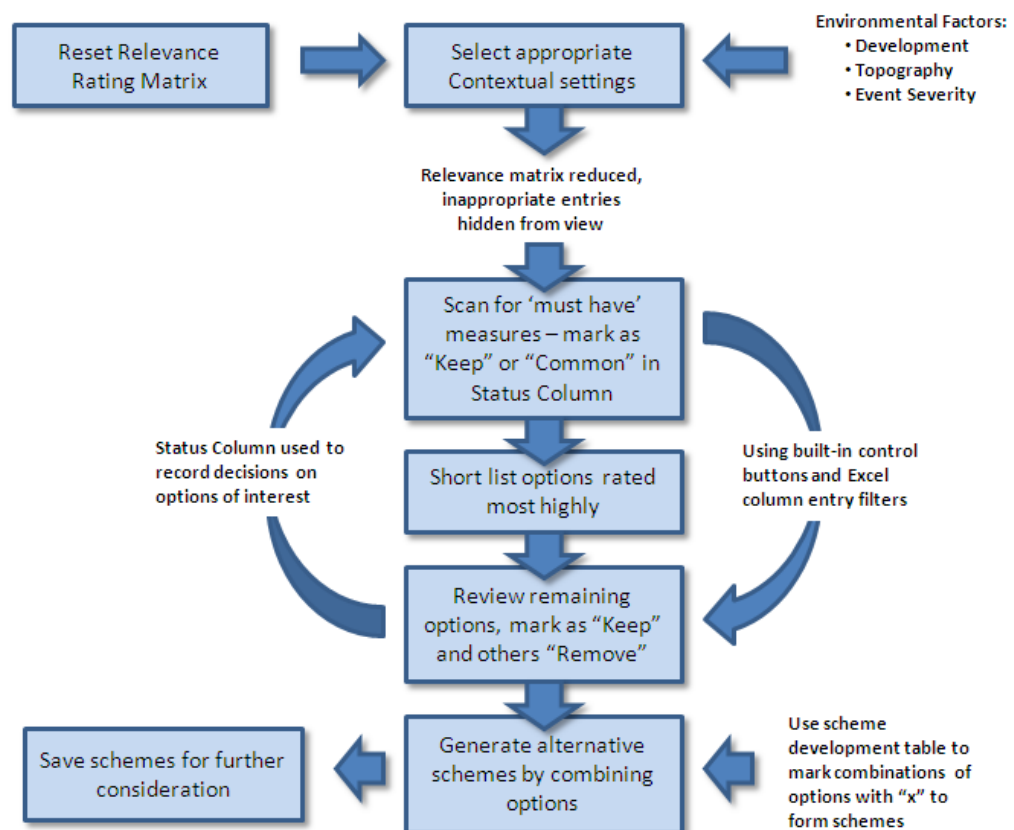 Reset Relevance
Rating Matrix
Select appropriate
Contextual settings
Environmental Factors:
• Development
• Topography
• Event Severity
Relevance matrix reduced,
inappropriate entries
hidden from view
Scan for ‘must have’
measures – mark as
“Keep” or “Common” in
Status Column
Status Column used to
record decisions on
options of interest
Using built-in control
buttons and Excel
column entry filters
Short list options rated
most highly
Review remaining
options, mark as “Keep”
and others “Remove”
Save schemes for further
consideration
Generate alternative
schemes by combining
options
Use scheme
development table to
mark combinations of
options with “x” to
form schemes